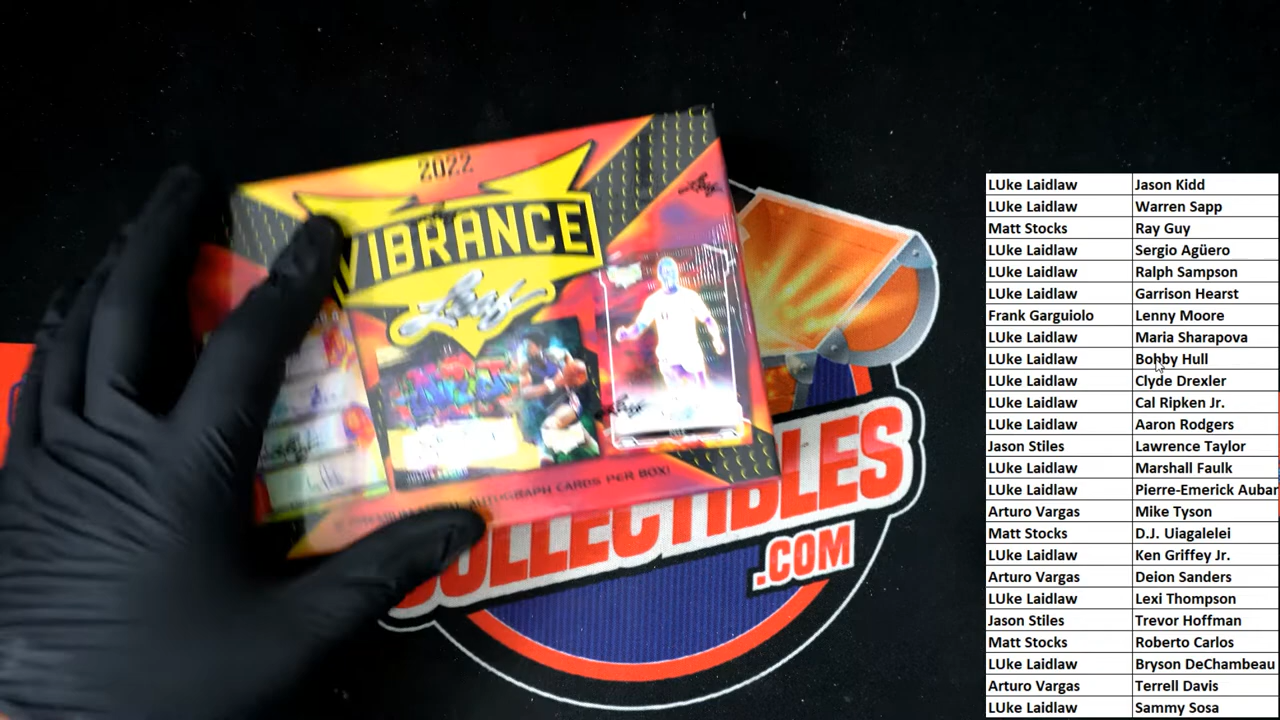 2022
VIBRANCE
Leaf
AUTOGRAPH CARDS PER BOX!
COLLECTIBLES
.COM
LUke Laidlaw Jason Kidd
LUke Laidlaw Warren Sapp
Matt Stocks Ray Guy
LUke Laidlaw Sergio Agüero
LUke Laidlaw Ralph Sampson
LUke Laidlaw Garrison Hearst
Frank Garguiolo Lenny Moore
LUke Laidlaw Maria Sharapova
LUke Laidlaw Bobby Hull
LUke Laidlaw Clyde Drexler
LUke Laidlaw Cal Ripken Jr.
LUke Laidlaw Aaron Rodgers
Jason Stiles Lawrence Taylor
LUke Laidlaw Marshall Faulk
LUke Laidlaw Pierre-Emerick Aubar
Arturo Vargas Mike Tyson
Matt Stocks D.J. Uiagalelei
LUke Laidlaw Ken Griffey Jr.
Arturo Vargas Deion Sanders
LUke Laidlaw Lexi Thompson
Jason Stiles Trevor Hoffman
Matt Stocks Roberto Carlos
LUke Laidlaw Bryson DeChambeau
Arturo Vargas Terrell Davis
LUke Laidlaw Sammy Sosa